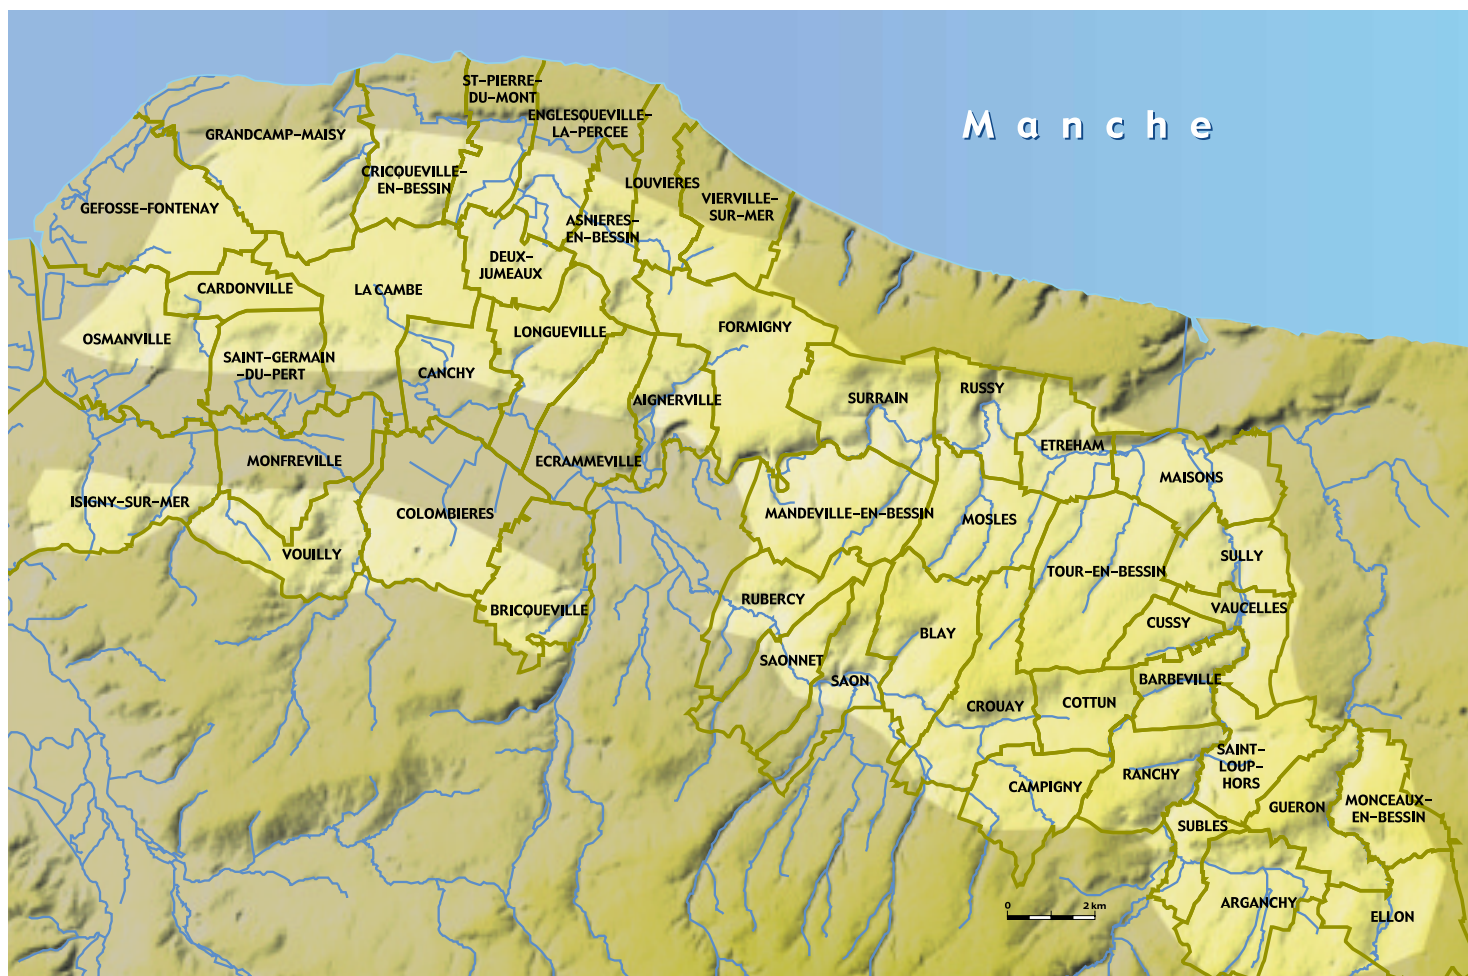 Manche
ST-PIERRE-
DU-MONT
ENGLESQUEVILLE-
LA-PERCEE
GRANDCAMP-MAISY
CRICQUEVILLE-
EN-BESSIN
LOUVIERES
VIERVILLE-
SUR-MER
GEFOSSE-FONTENAY
ASNIERES-
EN-BESSIN
DEUX-
JUMEAUX
CARDONVILLE
LA CAMBE
OSMANVILLE
LONGUEVILLE
FORMIGNY
SAINT-GERMAIN
-DU-PERT
CANCHY
AIGNERVILLE
SURRAIN
RUSSY
ETREHAM
MONFREVILLE
ECRAMMEVILLE
MAISONS
ISIGNY-SUR-MER
COLOMBIERES
MANDEVILLE-EN-BESSIN
MOSLES
VOUILLY
TOUR-EN-BESSIN
SULLY
BRICQUEVILLE
RUBERCY
VAUCELLES
CUSSY
BLAY
SAONNET
SAON
BARBEVILLE
CROUAY
COTTUN
SAINT-
LOUP-
HORS
RANCHY
CAMPIGNY
GUERON
MONCEAUX-
EN-BESSIN
SUBLES
ARGANCHY
ELLON
0 2 km